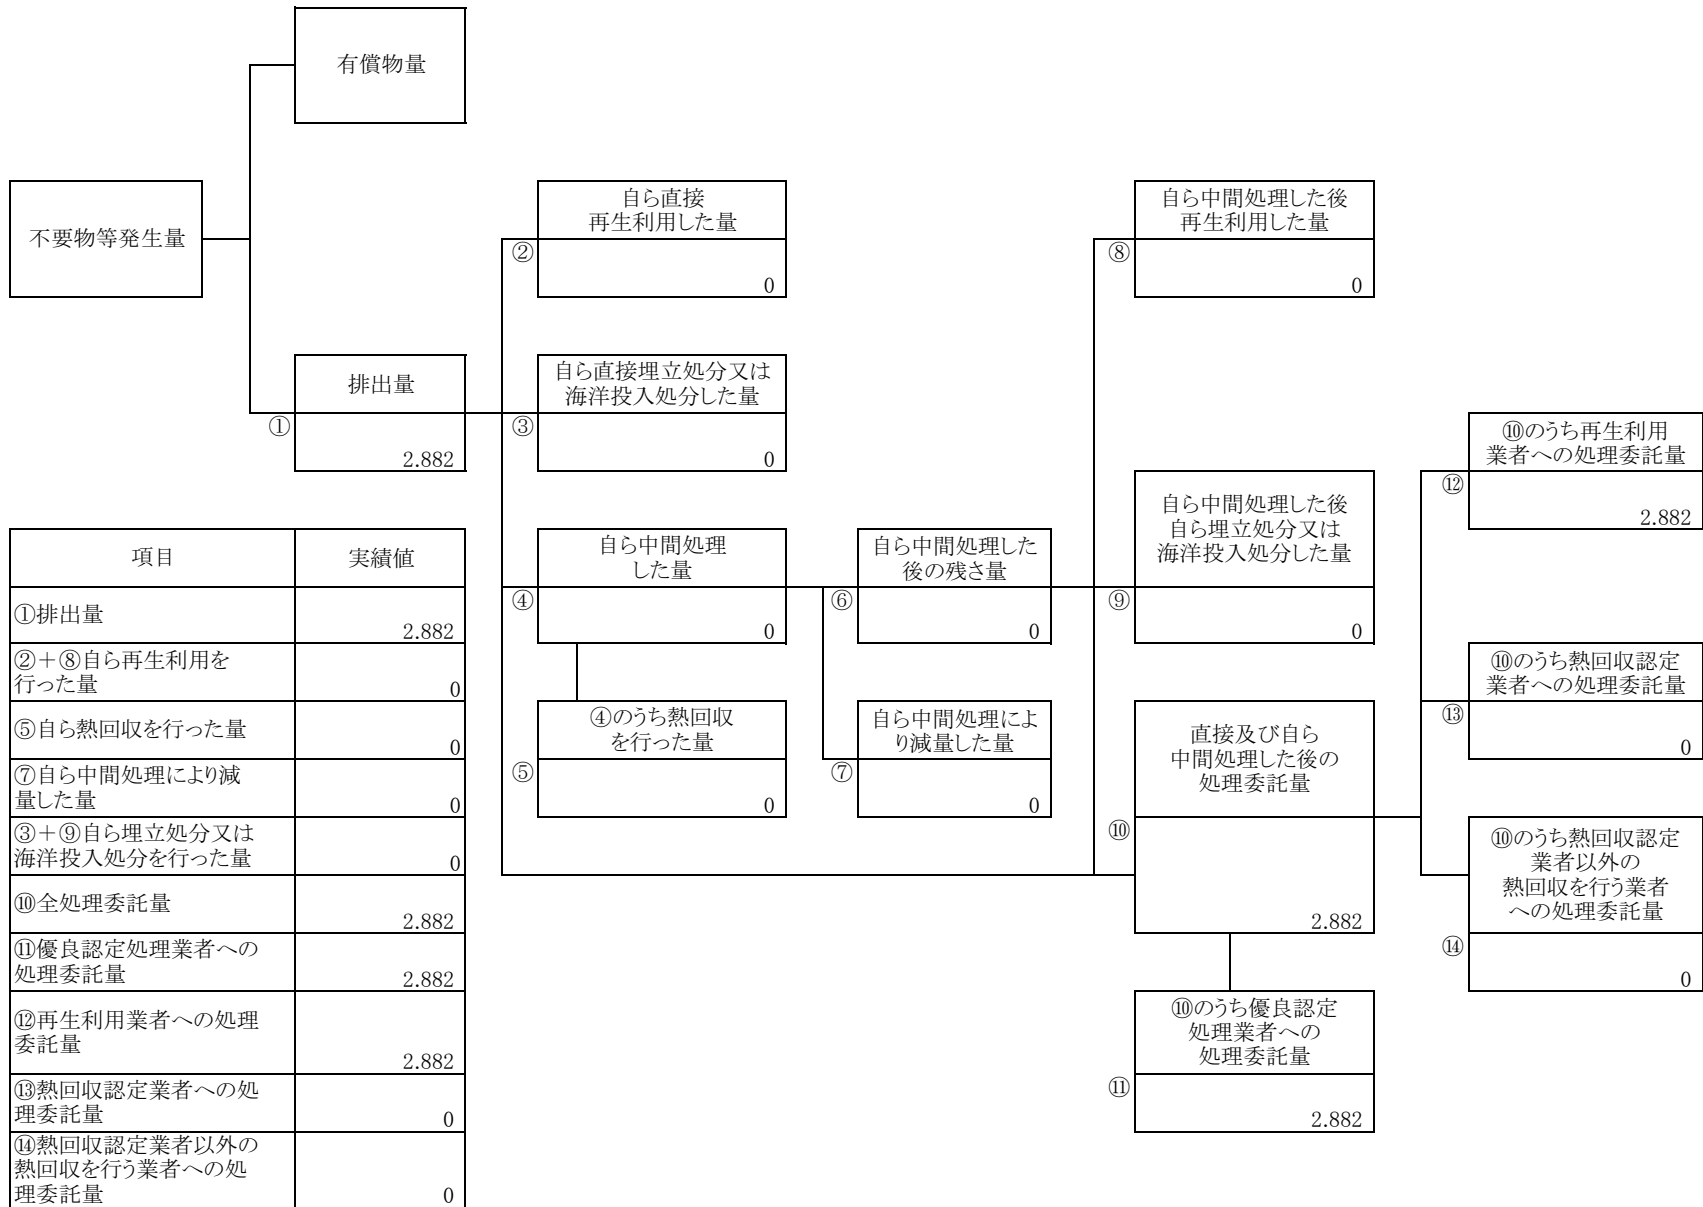 有償物量
不要物等発生量
自ら直接
再生利用した量
②
0
自ら中間処理した後
再生利用した量
⑧
0
排出量
①
2.882
自ら直接埋立処分又は
海洋投入処分した量
③
0
⑩のうち再生利用
業者への処理委託量
⑫
2.882
自ら中間処理
した量
④
0
自ら中間処理した
後の残さ量
⑥
0
自ら中間処理した後
自ら埋立処分又は
海洋投入処分した量
⑨
0
⑩のうち熱回収認定
業者への処理委託量
⑬
0
④のうち熱回収
を行った量
⑤
0
自ら中間処理によ
り減量した量
⑦
0
直接及び自ら
中間処理した後の
処理委託量
⑩
2.882
⑩のうち熱回収認定
業者以外の
熱回収を行う業者
への処理委託量
⑭
0
⑩のうち優良認定
処理業者への
処理委託量
⑪
2.882
項目 実績値
①排出量 2.882
②+⑧自ら再生利用を
行った量 0
⑤自ら熱回収を行った量 0
⑦自ら中間処理により減
量した量 0
③+⑨自ら埋立処分又は
海洋投入処分を行った量 0
⑩全処理委託量 2.882
⑪優良認定処理業者への
処理委託量 2.882
⑫再生利用業者への処理
委託量 2.882
⑬熱回収認定業者への処
理委託量 0
⑭熱回収認定業者以外の
熱回収を行う業者への処
理委託量 0